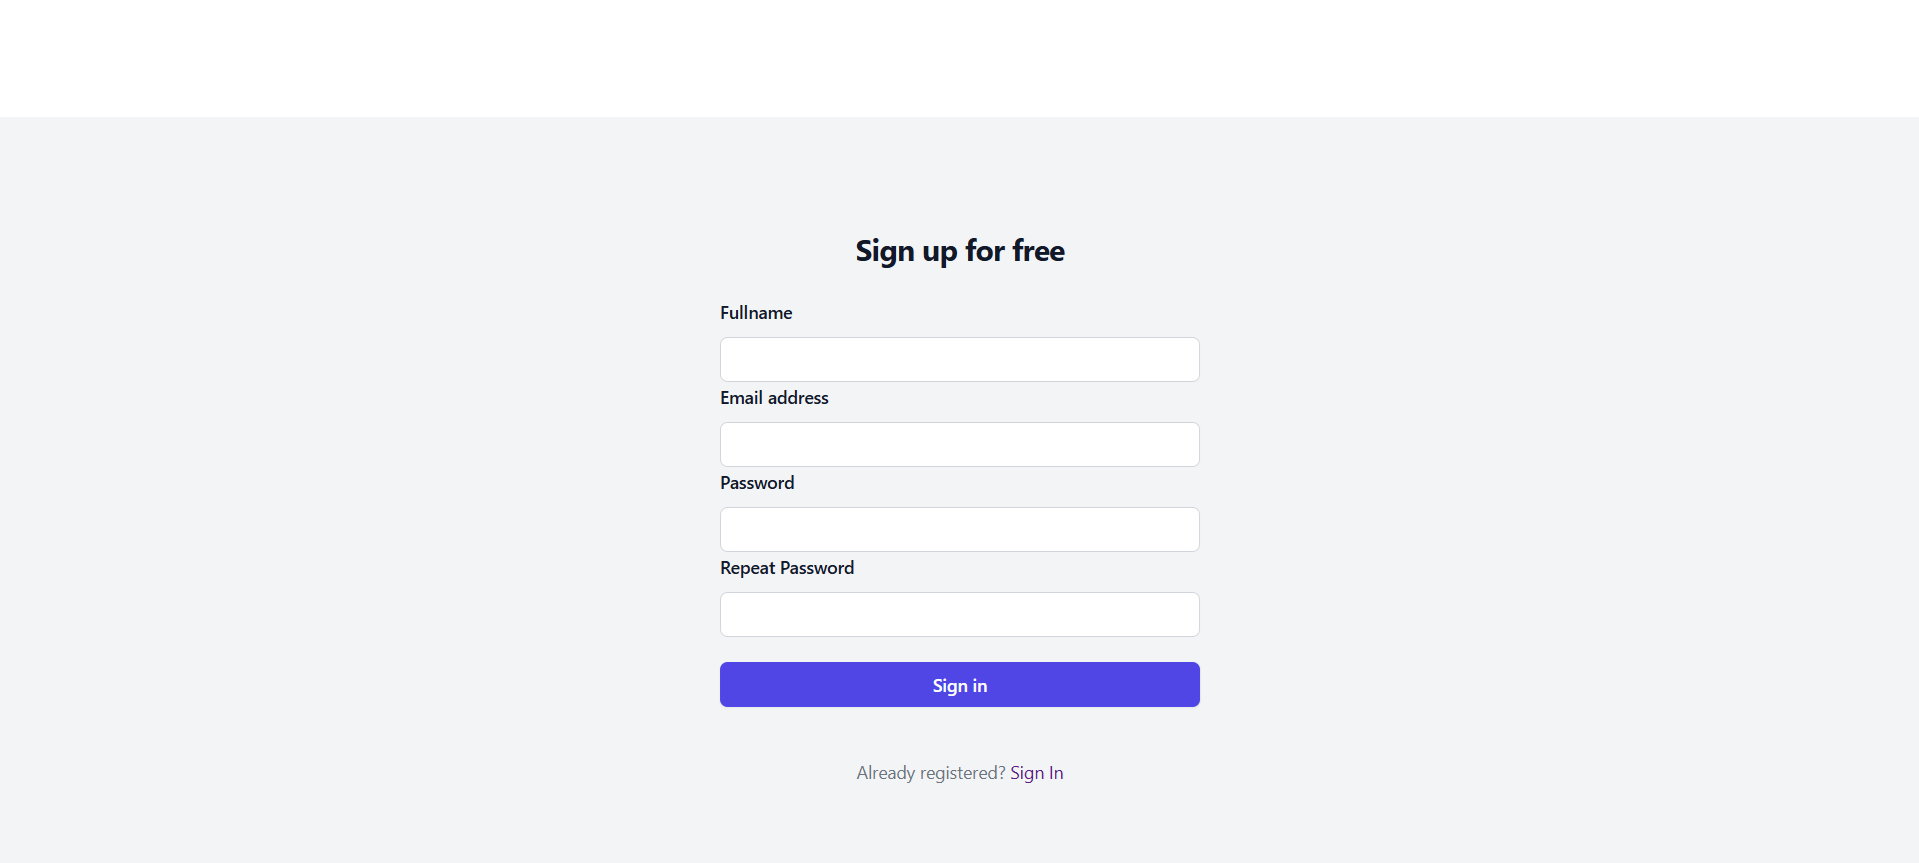 Sign up for free
Fullname
Email address
Password
Repeat Password
Sign in
Already registered? Sign In